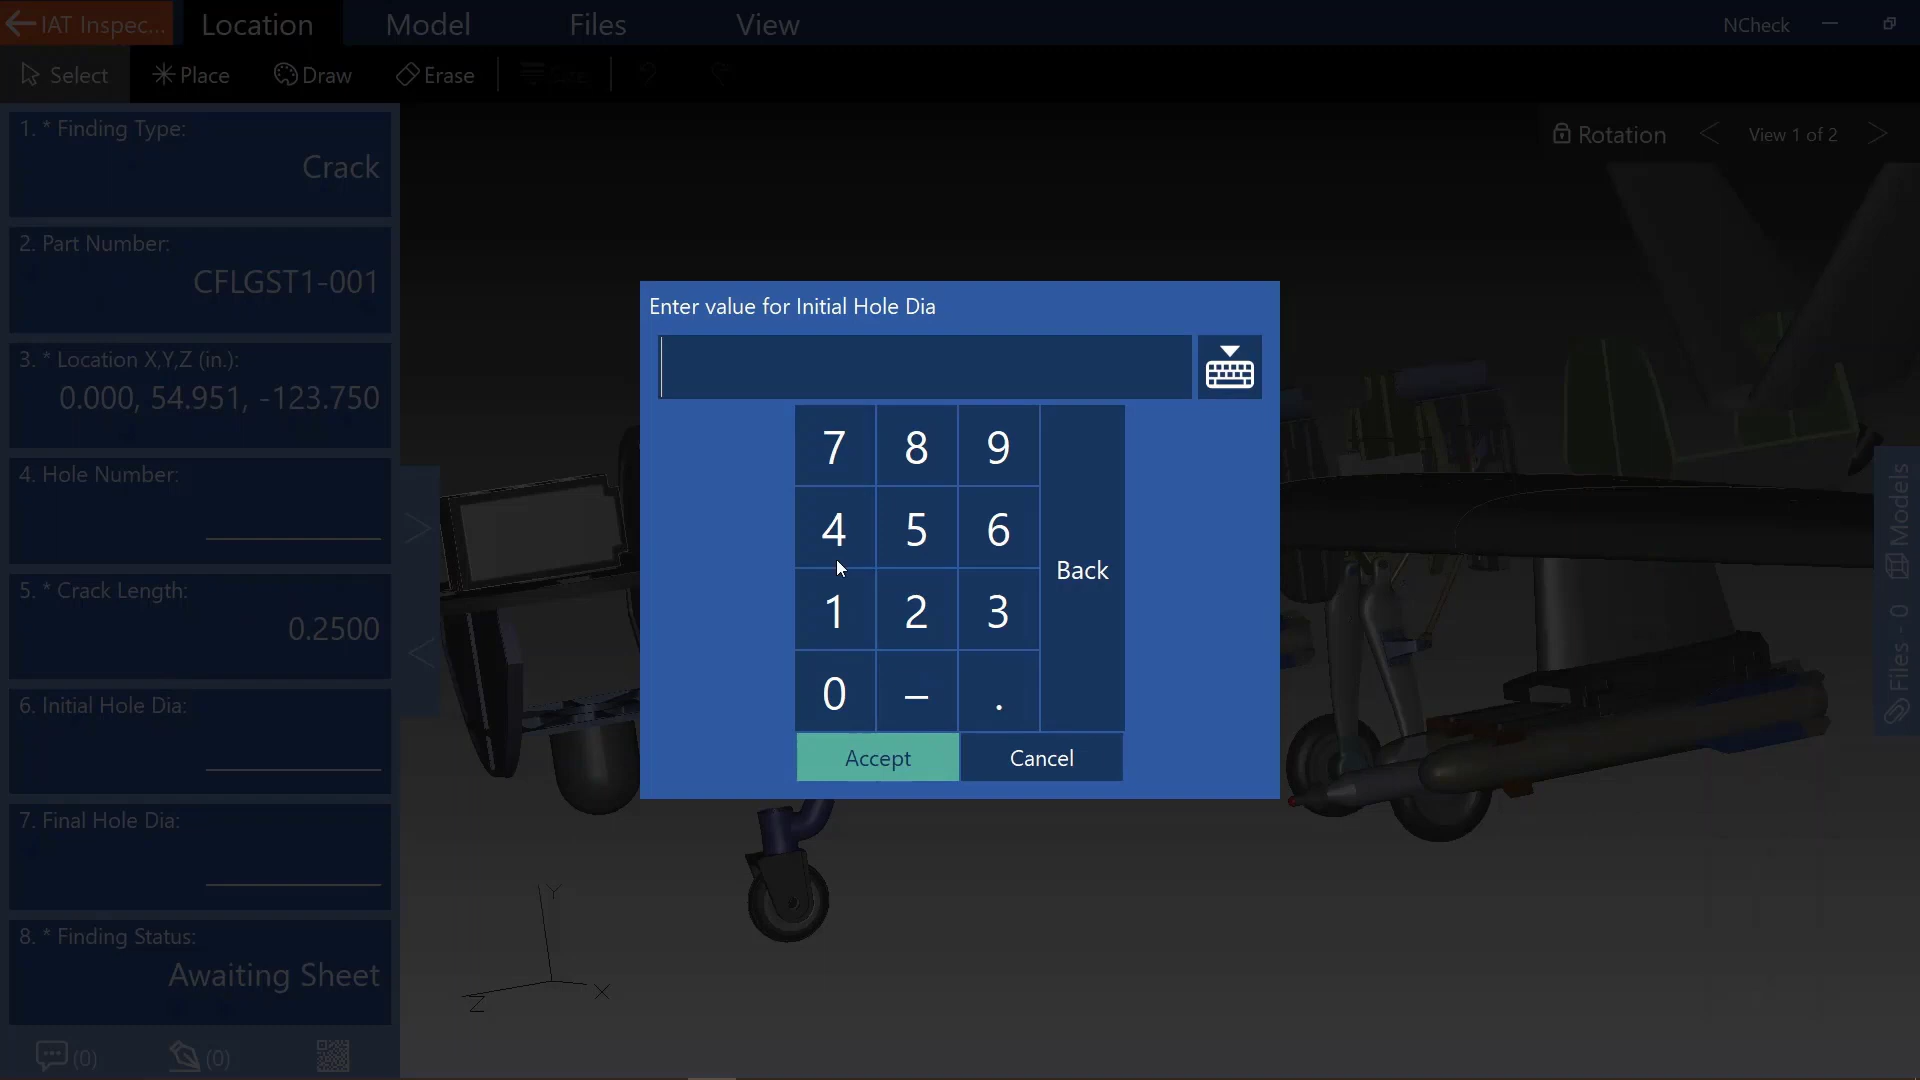 IAT Inspec...
Location
Model
Files
View
NCheck
Select
Place
Draw
Erase
1. * Finding Type:
Crack
2. Part Number:
CFLGST1-001
3. * Location X,Y,Z (in.):
0.000, 54.951, -123.750
4. Hole Number:
5. * Crack Length:
0.2500
6. Initial Hole Dia:
7. Final Hole Dia:
8. * Finding Status:
Awaiting Sheet
(0)
(0)
Rotation
View 1 of 2
Enter value for Initial Hole Dia
7 8 9
4 5 6
Back
1 2 3
0 – .
Accept
Cancel
Models
Files - 0
Y
Z
X